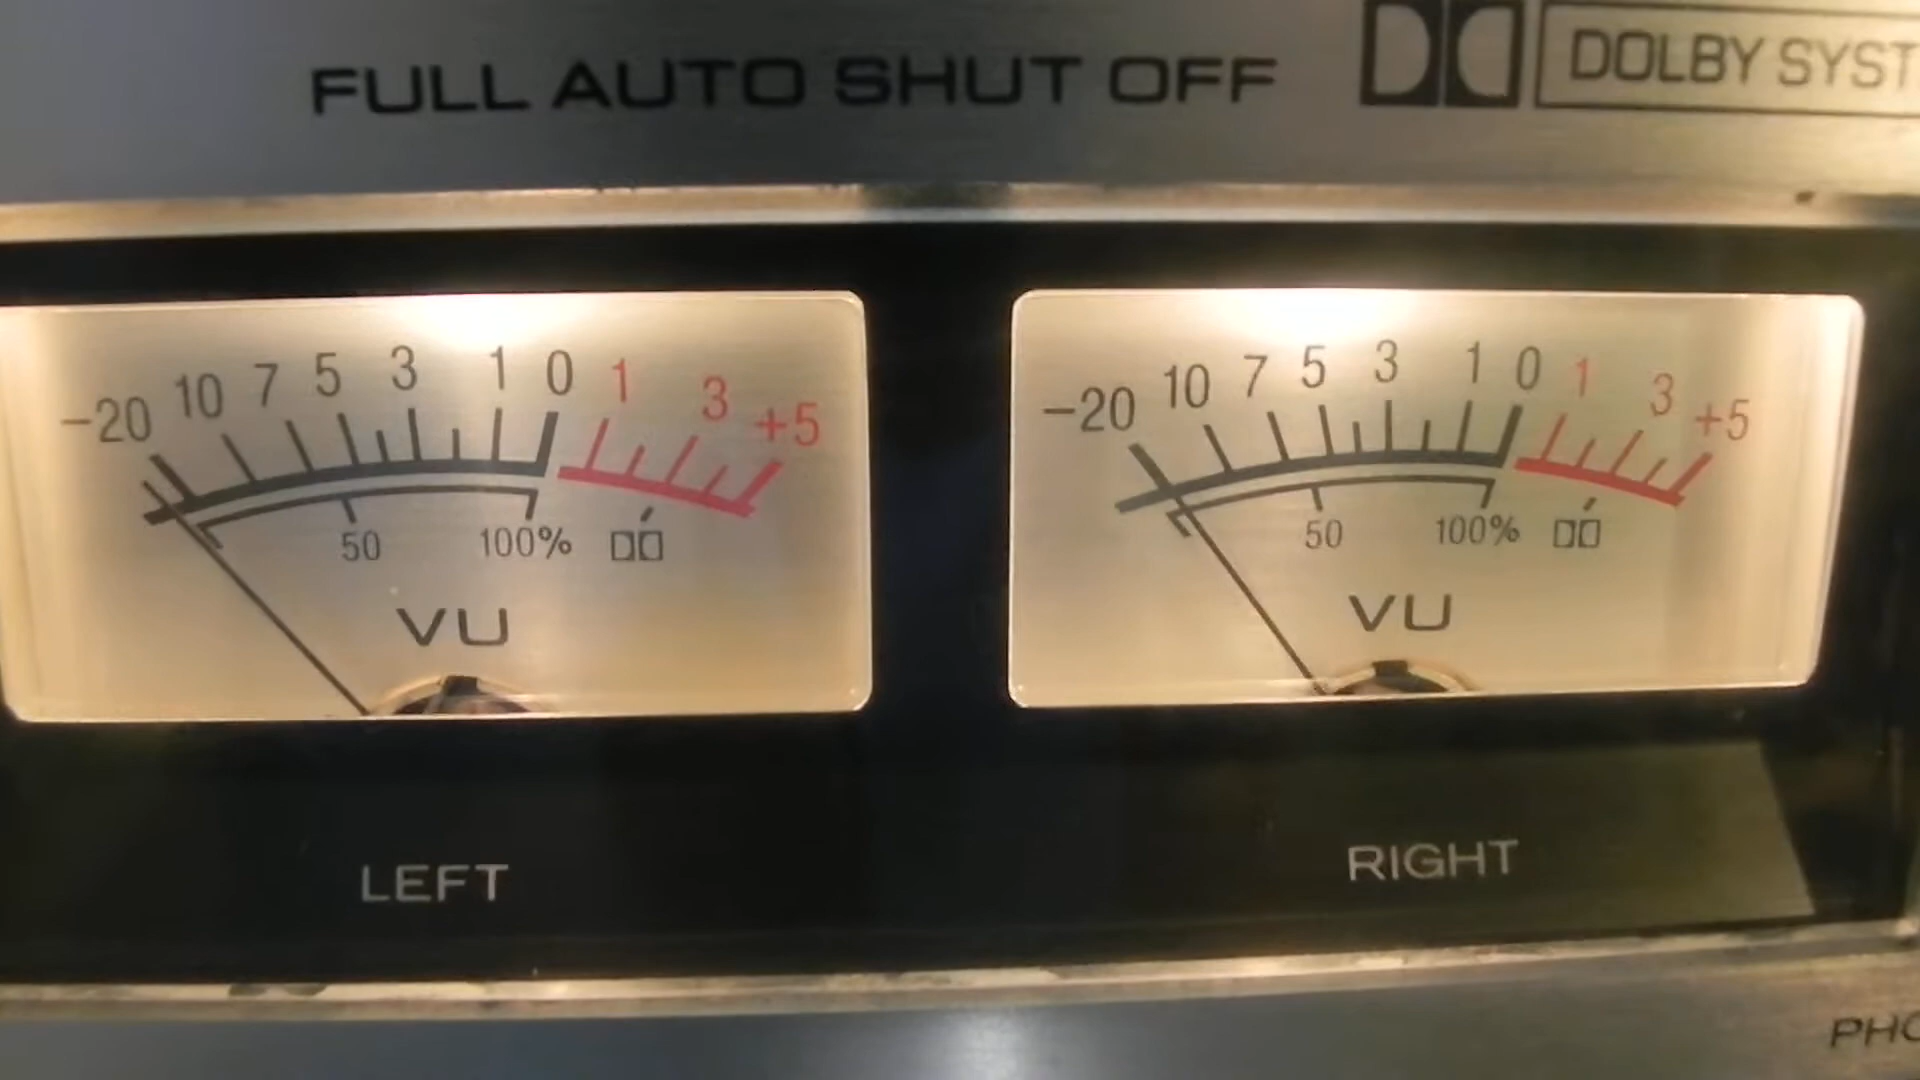 FULL AUTO SHUT OFF
DOLBY SYST
-20 10 7 5 3 1 0 1 3 +5
50 100%
VU
LEFT
-20 10 7 5 3 1 0 1 3 +5
50 100%
VU
RIGHT
PHO